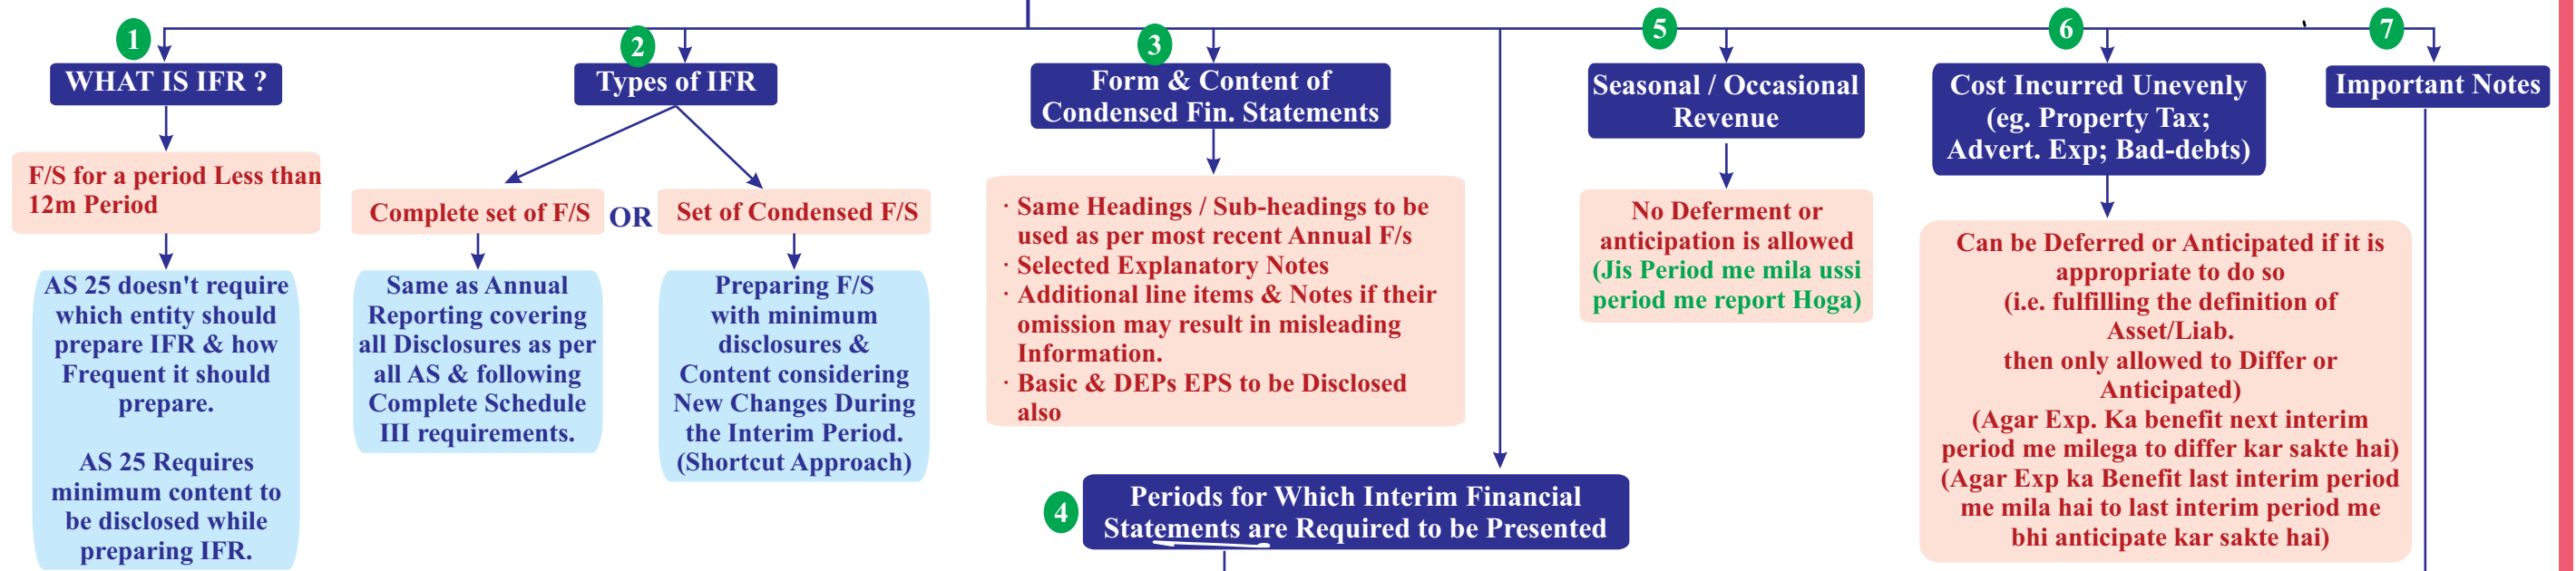 1
WHAT IS IFR ?
F/S for a period Less than
12m Period
AS 25 doesn't require
which entity should
prepare IFR & how
Frequent it should
prepare.
AS 25 Requires
minimum content to
be disclosed while
preparing IFR.
2
Types of IFR
Complete set of F/S
OR
Set of Condensed F/S
Same as Annual
Reporting covering
all Disclosures as per
all AS & following
Complete Schedule
III requirements.
Preparing F/S
with minimum
disclosures &
Content considering
New Changes During
the Interim Period.
(Shortcut Approach)
3
Form & Content of
Condensed Fin. Statements
· Same Headings / Sub-headings to be
used as per most recent Annual F/s
· Selected Explanatory Notes
· Additional line items & Notes if their
omission may result in misleading
Information.
· Basic & DEPs EPS to be Disclosed
also
4
Periods for Which Interim Financial
Statements are Required to be Presented
5
Seasonal / Occasional
Revenue
No Deferment or
anticipation is allowed
(Jis Period me mila ussi
period me report Hoga)
6
Cost Incurred Unevenly
(eg. Property Tax;
Advert. Exp; Bad-debts)
Can be Deferred or Anticipated if it is
appropriate to do so
(i.e. fulfilling the definition of
Asset/Liab.
then only allowed to Differ or
Anticipated)
(Agar Exp. Ka benefit next interim
period me milega to differ kar sakte hai)
(Agar Exp ka Benefit last interim period
me mila hai to last interim period me
bhi anticipate kar sakte hai)
7
Important Notes